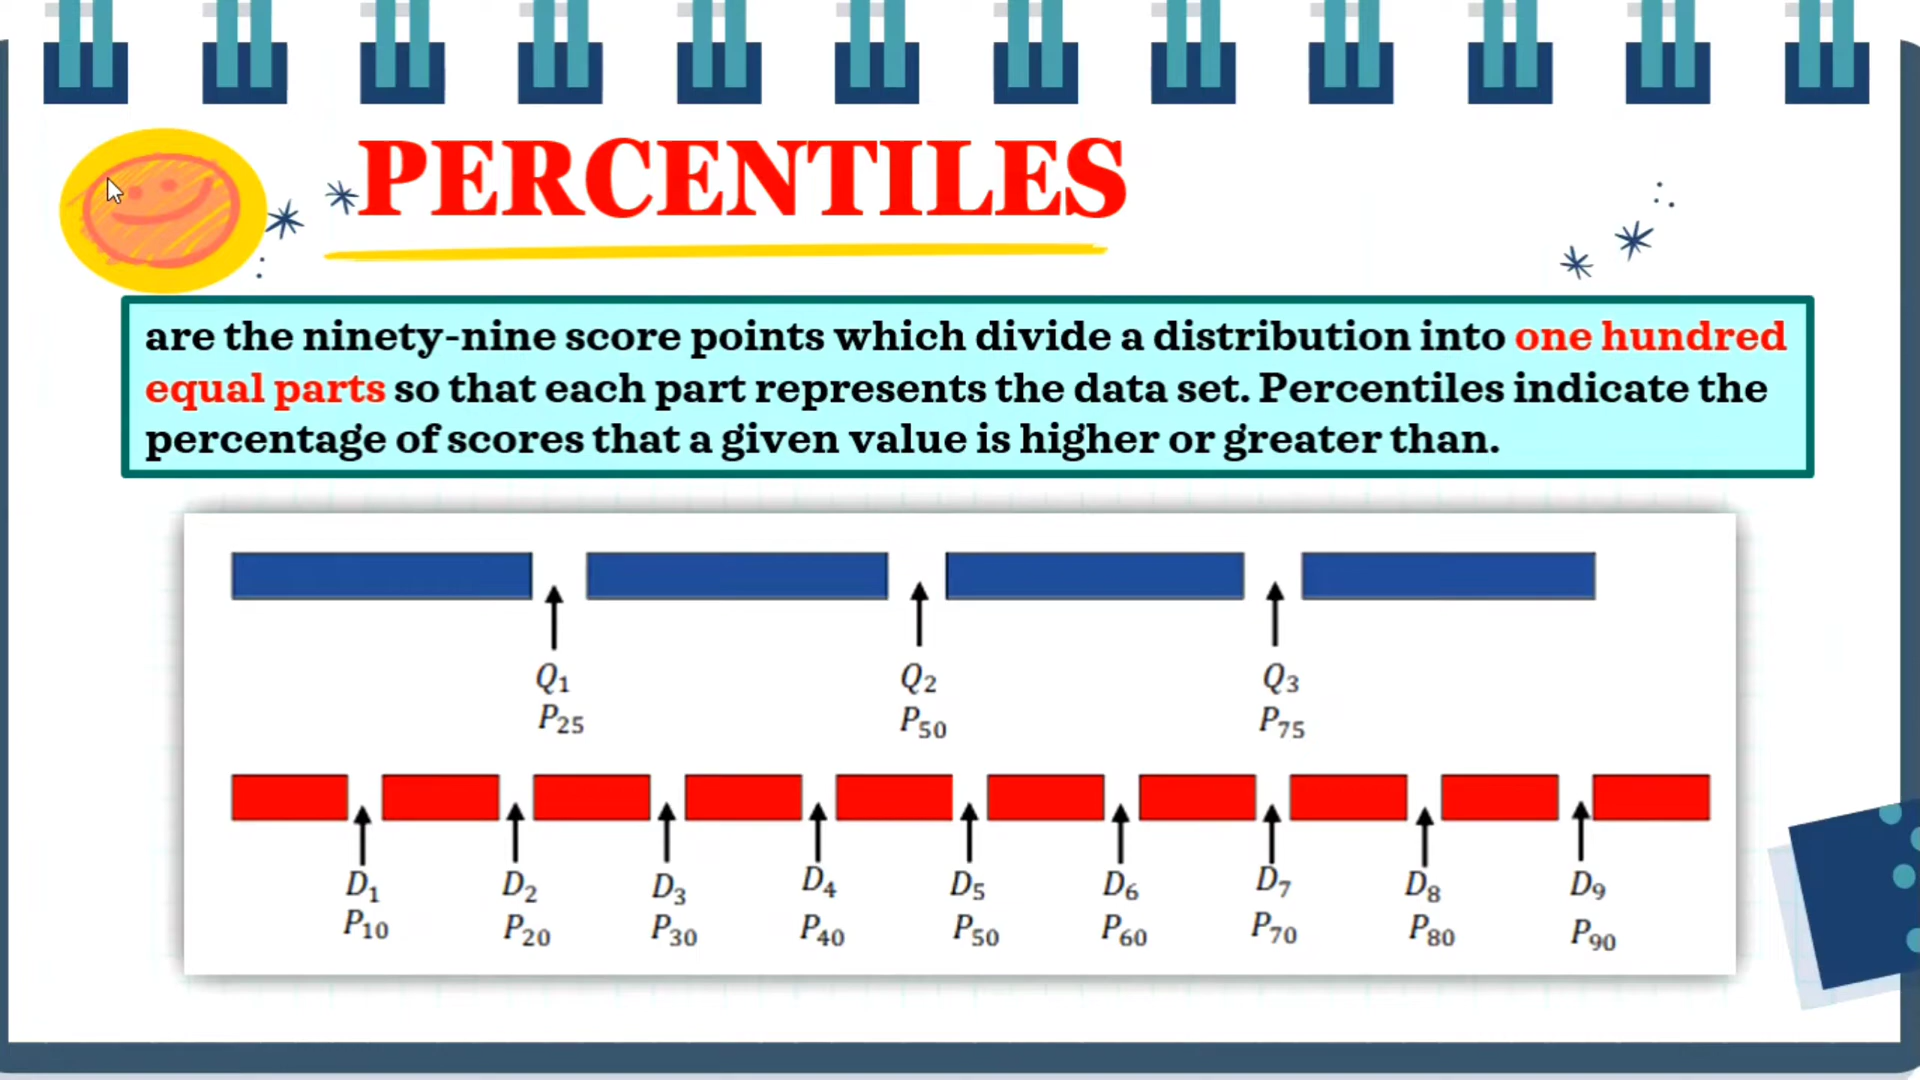 PERCENTILES
are the ninety-nine score points which divide a distribution into one hundred
equal parts so that each part represents the data set. Percentiles indicate the
percentage of scores that a given value is higher or greater than.
Q1 Q2 Q3
P25 P50 P75
D1 D2 D3 D4 D5 D6 D7 D8 D9
P10 P20 P30 P40 P50 P60 P70 P80 P90